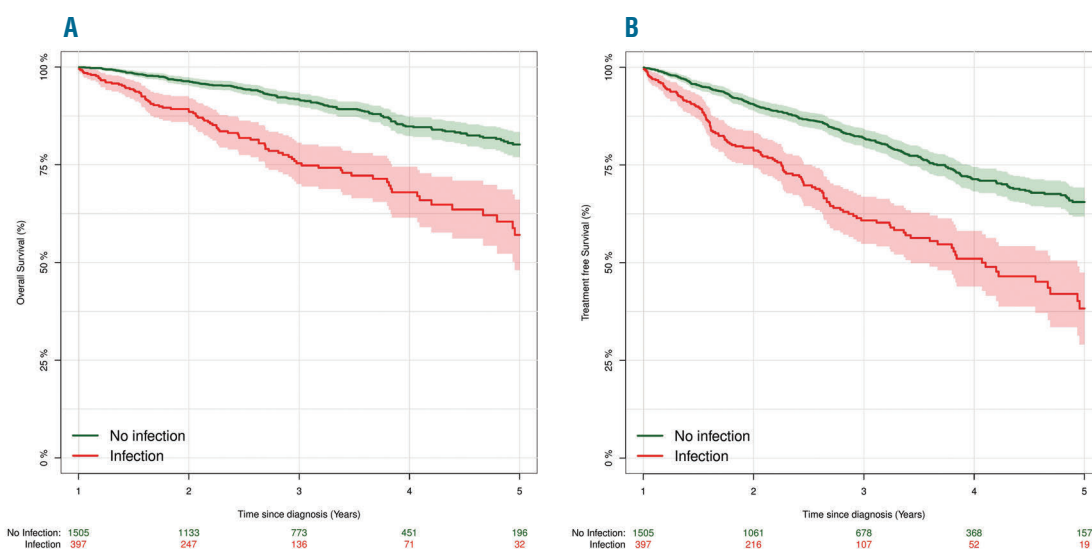 A
100 %
75 %
50 %
25 %
0 %
Overall Survival (%)
No infection
Infection
1 2 3 4 5
Time since diagnosis (Years)
No Infection: 1505 1133 773 451 196
Infection 397 247 136 71 32
B
100 %
75 %
50 %
25 %
0 %
Treatment free Survival (%)
No infection
Infection
1 2 3 4 5
Time since diagnosis (Years)
No Infection: 1505 1061 678 368 157
Infection 397 216 107 52 19